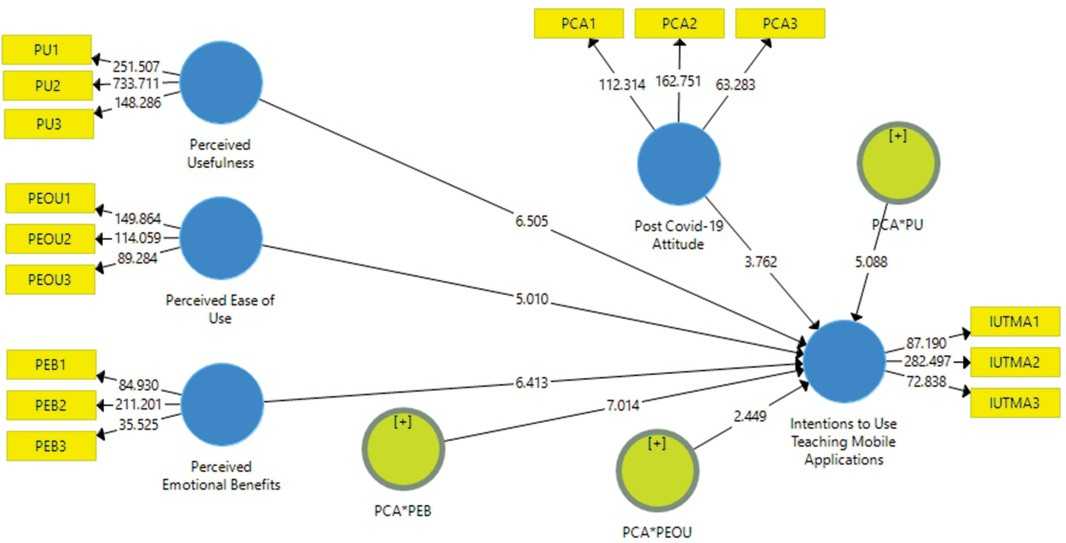 PCA1
PCA2
PCA3
112.314
162.751
63.283
PU1
PU2
PU3
251.507
733.711
148.286
Perceived
Usefulness
[+]
PCA*PU
Post Covid-19
Attitude
PEOU1
PEOU2
PEOU3
149.864
114.059
89.284
Perceived Ease of
Use
6.505
5.010
3.762
5.088
PEB1
PEB2
PEB3
84.930
211.201
35.525
Perceived
Emotional Benefits
6.413
7.014
2.449
[+]
PCA*PEB
[+]
PCA*PEOU
IUTMA1
IUTMA2
IUTMA3
87.190
282.497
72.838
Intentions to Use
Teaching Mobile
Applications